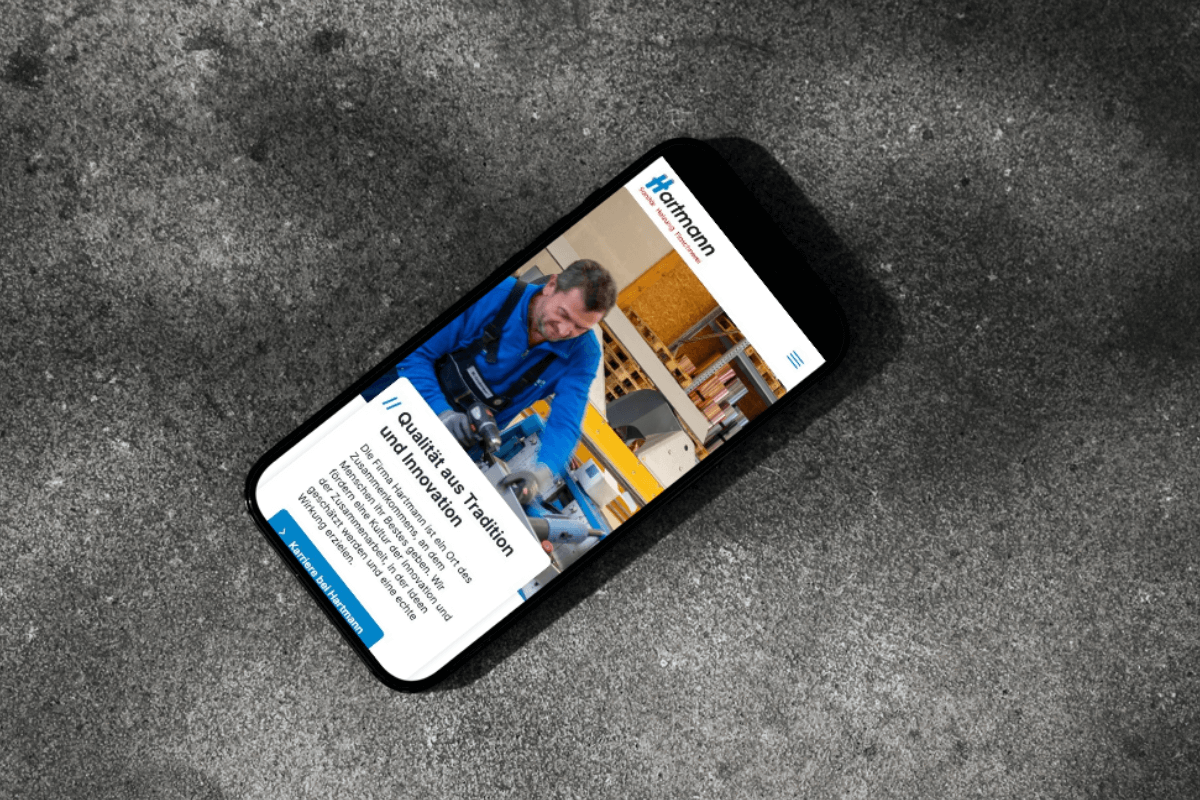 Hartmann
Sanitär. Heizung. Flaschnerei.
// Qualität aus Tradition
und Innovation
Die Firma Hartmann ist ein Ort des
Zusammenkommens, an dem
Menschen ihr Bestes geben. Wir
fördern eine Kultur der Innovation und
der Zusammenarbeit, in der Ideen
geschätzt werden und eine echte
Wirkung erzielen.
> Karriere bei Hartmann